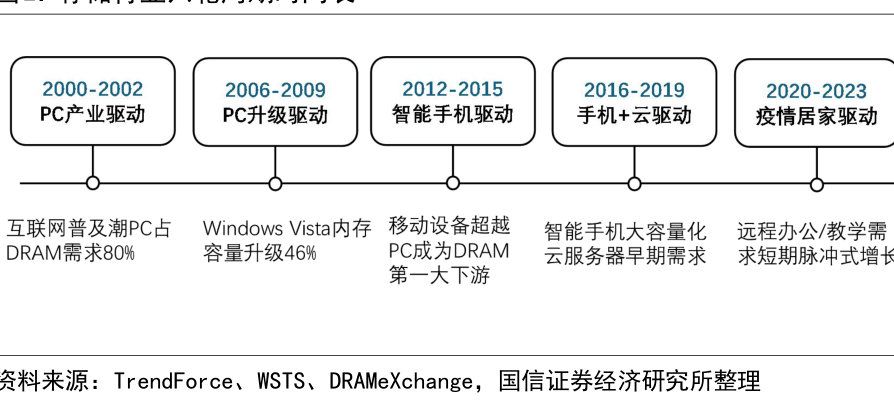 2000-2002
PC产业驱动
2006-2009
PC升级驱动
2012-2015
智能手机驱动
2016-2019
手机+云驱动
2020-2023
疫情居家驱动
互联网普及潮PC占
DRAM需求80%
Windows Vista内存
容量升级46%
移动设备超越
PC成为DRAM
第一大下游
智能手机大容量化
云服务器早期需求
远程办公/教学需
求短期脉冲式增长
资料来源：TrendForce、WSTS、DRAMeXchange，国信证券经济研究所整理